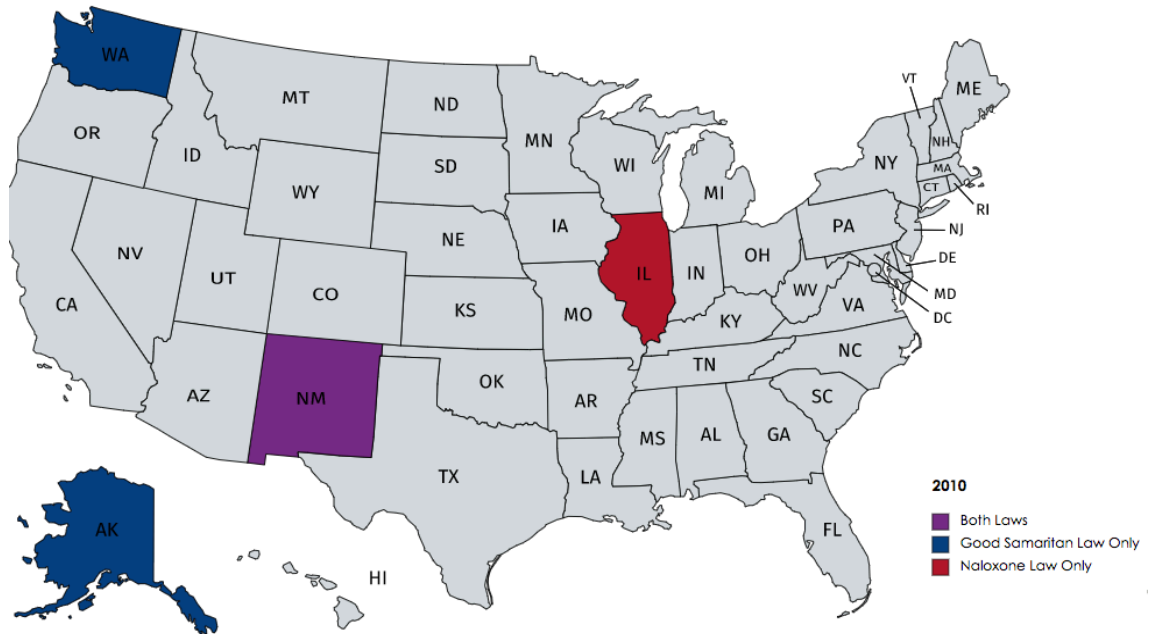 WA
MT
ND
MN
VT
ME
OR
ID
SD
WI
MI
NY
NH
MA
CT
RI
WY
IA
NE
PA
NJ
NV
UT
CO
IL
IN
OH
DE
MD
DC
WV
VA
CA
KS
MO
KY
NC
TN
AZ
NM
OK
AR
SC
MS
AL
GA
TX
LA
FL
AK
HI
2010
Both Laws
Good Samaritan Law Only
Naloxone Law Only